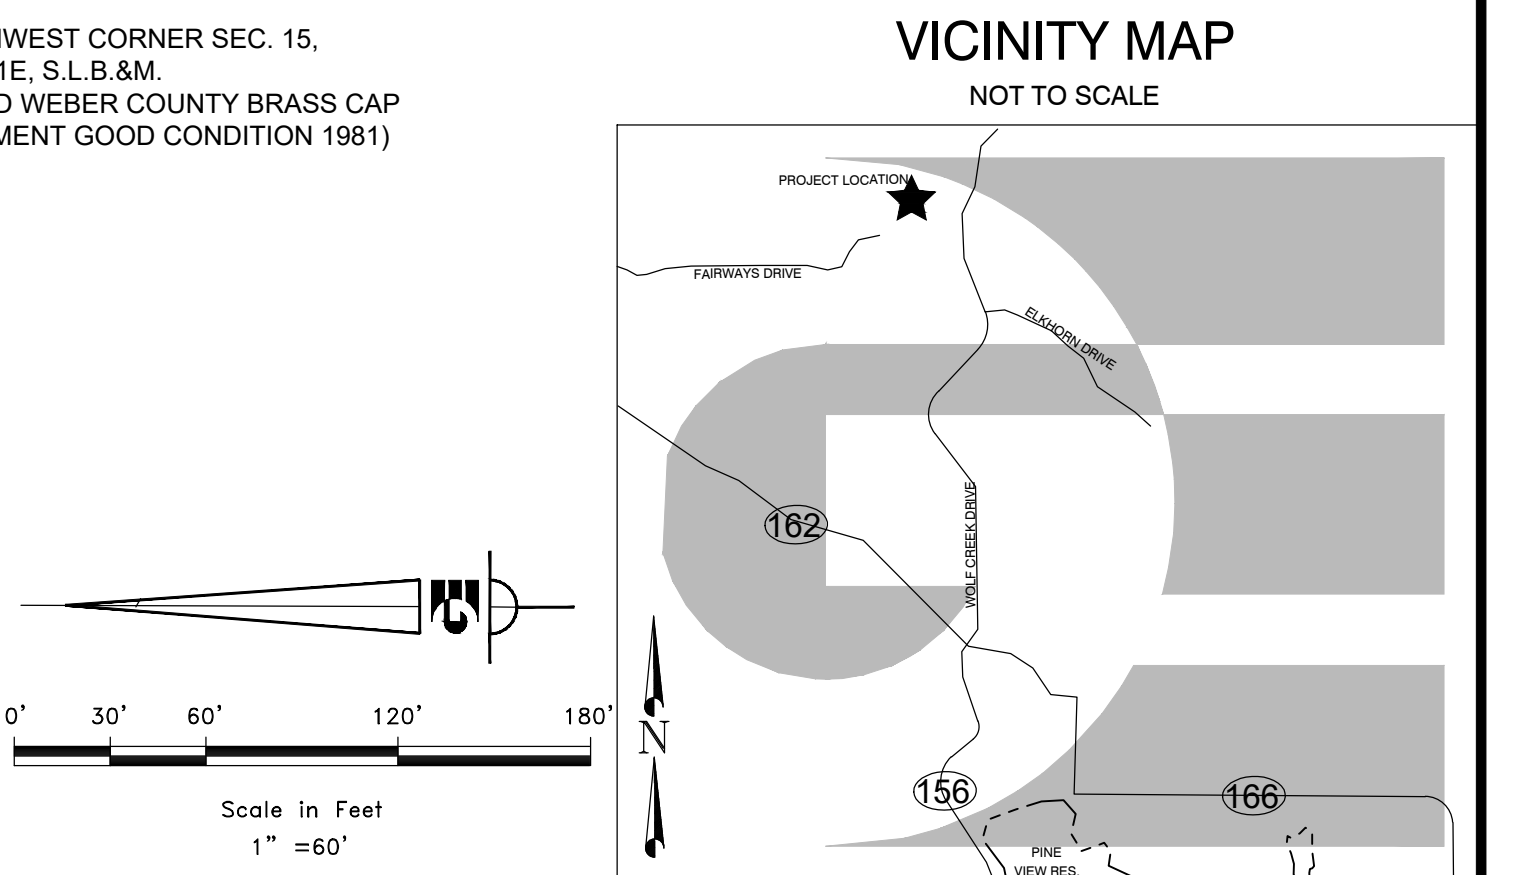 WEST CORNER SEC. 15,
1E, S.L.B.&M.
WEBER COUNTY BRASS CAP
MENT GOOD CONDITION 1981)
VICINITY MAP
NOT TO SCALE
PROJECT LOCATION
FAIRWAYS DRIVE
ELKHORN DRIVE
162
WOLF CREEK DRIVE
N
0' 30' 60' 120' 180'
Scale in Feet
1" =60'
156
166
PINE
VIEW RES.